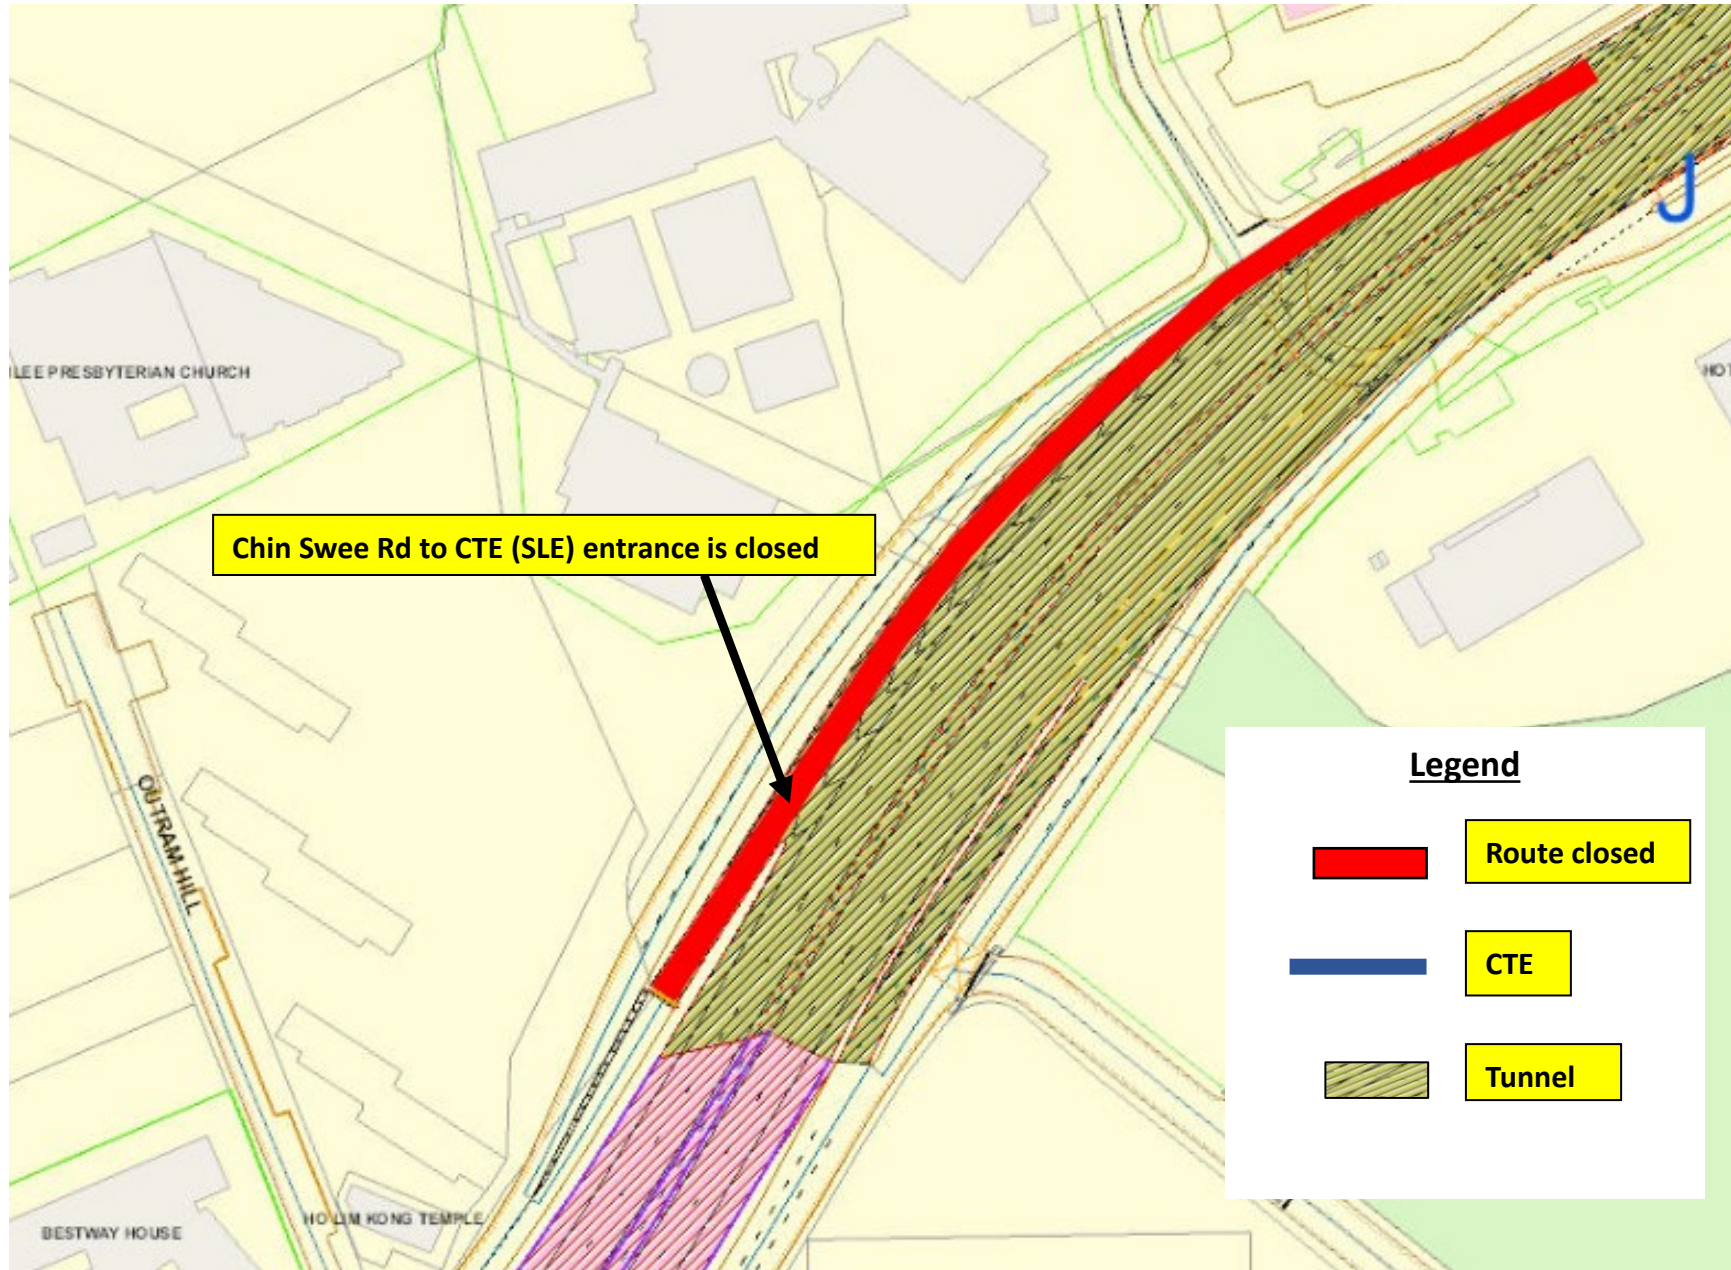 LEE PRESBYTERIAN CHURCH
HOT
Chin Swee Rd to CTE (SLE) entrance is closed
OUTRAM HILL
Legend
Route closed
CTE
Tunnel
HO LIM KONG TEMPLE
BESTWAY HOUSE